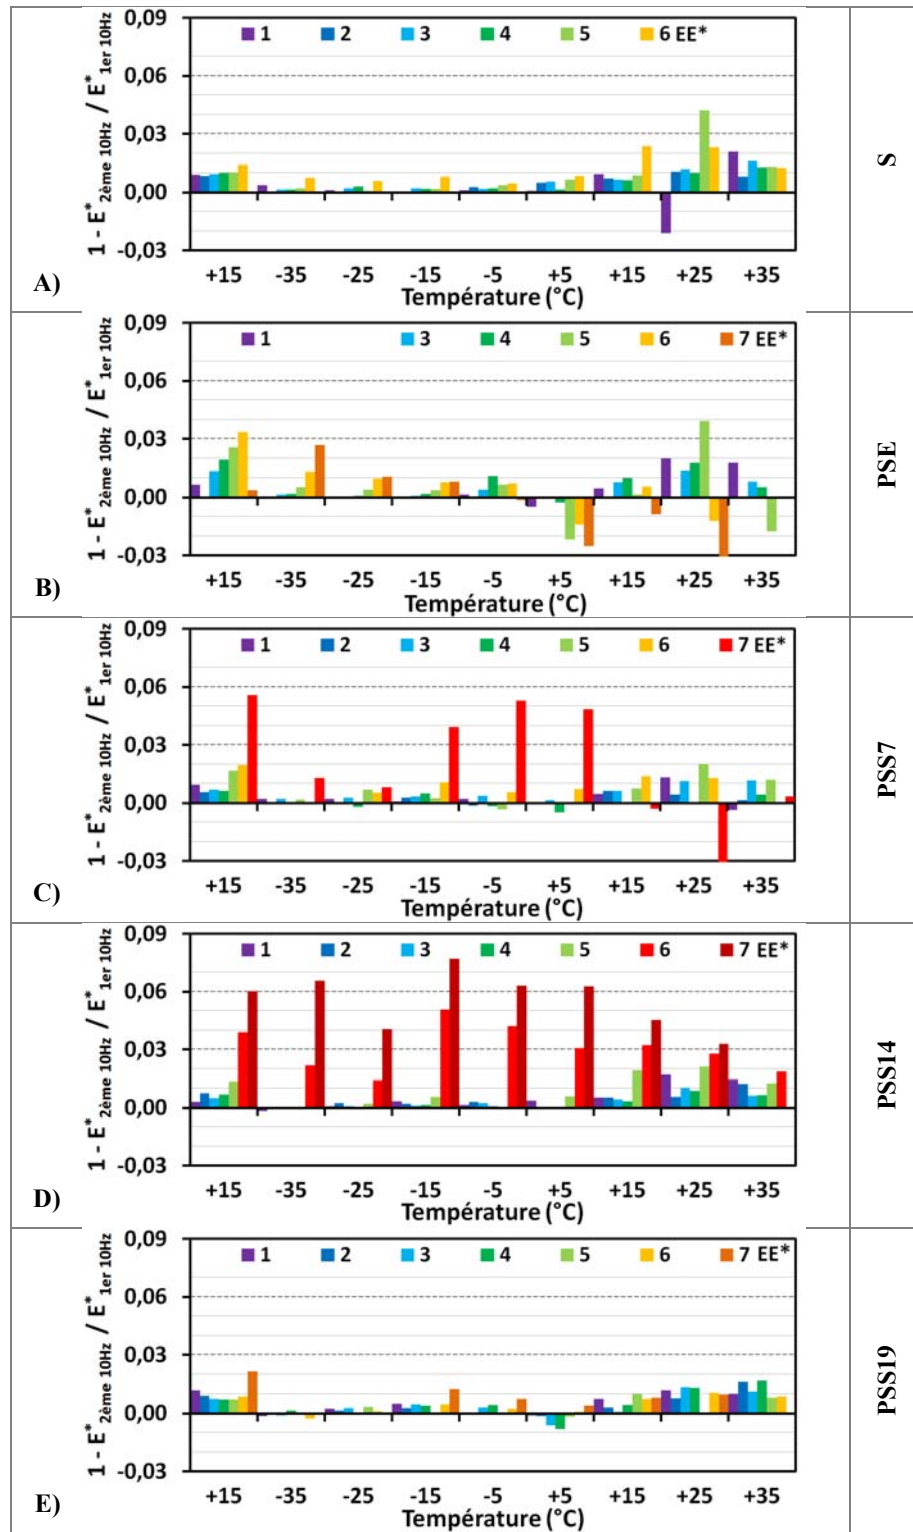 0,09
1 2 3 4 5 6 EE*
0,06
0,03
0,00
-0,03
1 - E*2ème 10Hz / E*1er 10Hz
+15 -35 -25 -15 -5 +5 +15 +25 +35
Température (°C)
A)
S
0,09
1 3 4 5 6 7 EE*
0,06
0,03
0,00
-0,03
1 - E*2ème 10Hz / E*1er 10Hz
+15 -35 -25 -15 -5 +5 +15 +25 +35
Température (°C)
B)
PSE
0,09
1 2 3 4 5 6 7 EE*
0,06
0,03
0,00
-0,03
1 - E*2ème 10Hz / E*1er 10Hz
+15 -35 -25 -15 -5 +5 +15 +25 +35
Température (°C)
C)
PSS7
0,09
1 2 3 4 5 6 7 EE*
0,06
0,03
0,00
-0,03
1 - E*2ème 10Hz / E*1er 10Hz
+15 -35 -25 -15 -5 +5 +15 +25 +35
Température (°C)
D)
PSS14
0,09
1 2 3 4 5 6 7 EE*
0,06
0,03
0,00
-0,03
1 - E*2ème 10Hz / E*1er 10Hz
+15 -35 -25 -15 -5 +5 +15 +25 +35
Température (°C)
E)
PSS19